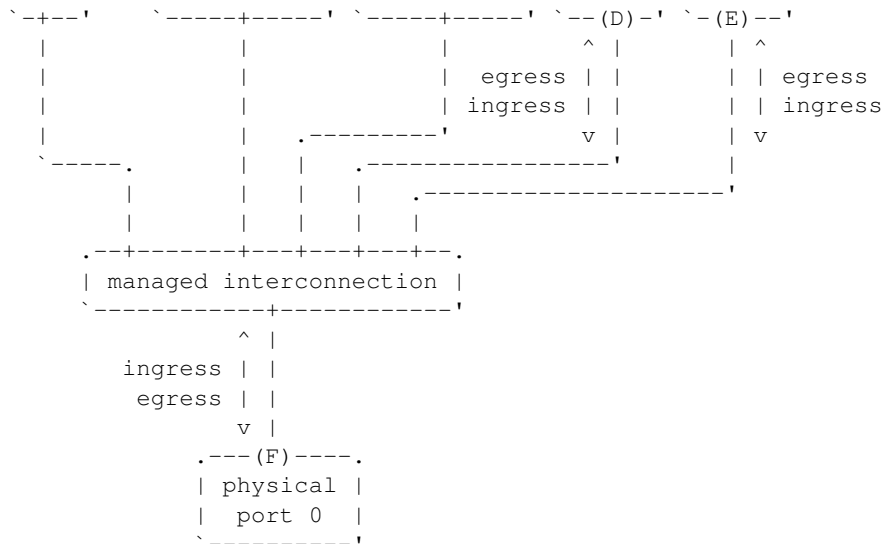 (D) (E)
egress egress
ingress ingress
v v
managed interconnection
ingress
egress
v
(F)
physical
port 0